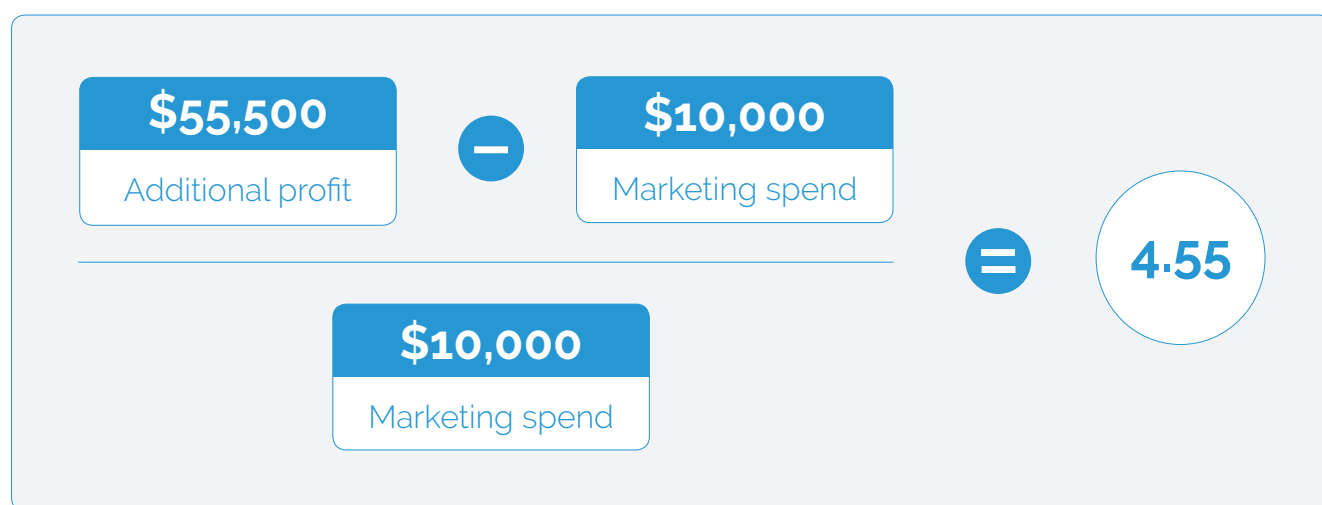 $55,500
Additional profit
−
$10,000
Marketing spend
=
4.55
$10,000
Marketing spend